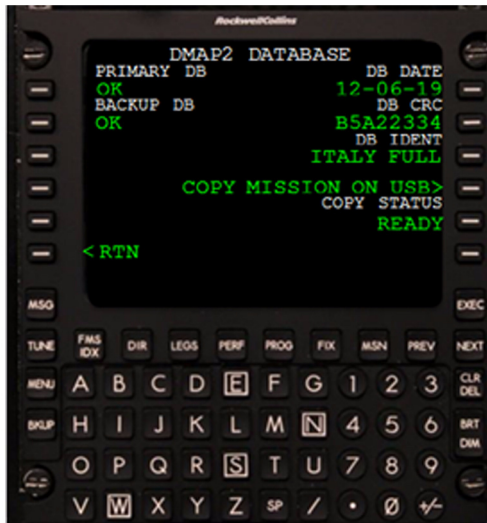 RockwellCollins
DMAP2 DATABASE
PRIMARY DB DB DATE
OK 12-06-19
BACKUP DB DB CRC
OK B5A22334
DB IDENT
ITALY FULL
COPY MISSION ON USB>
COPY STATUS
READY
<RTN
MSG EXEC
TUNE FMS IDX DIR LEGS PERF PROG FIX MSN PREV NEXT
MENU A B C D E F G 1 2 3 CLR DEL
BKUP H I J K L M N 4 5 6 BRT DIM
O P Q R S T U 7 8 9
V W X Y Z SP / • Ø +/-